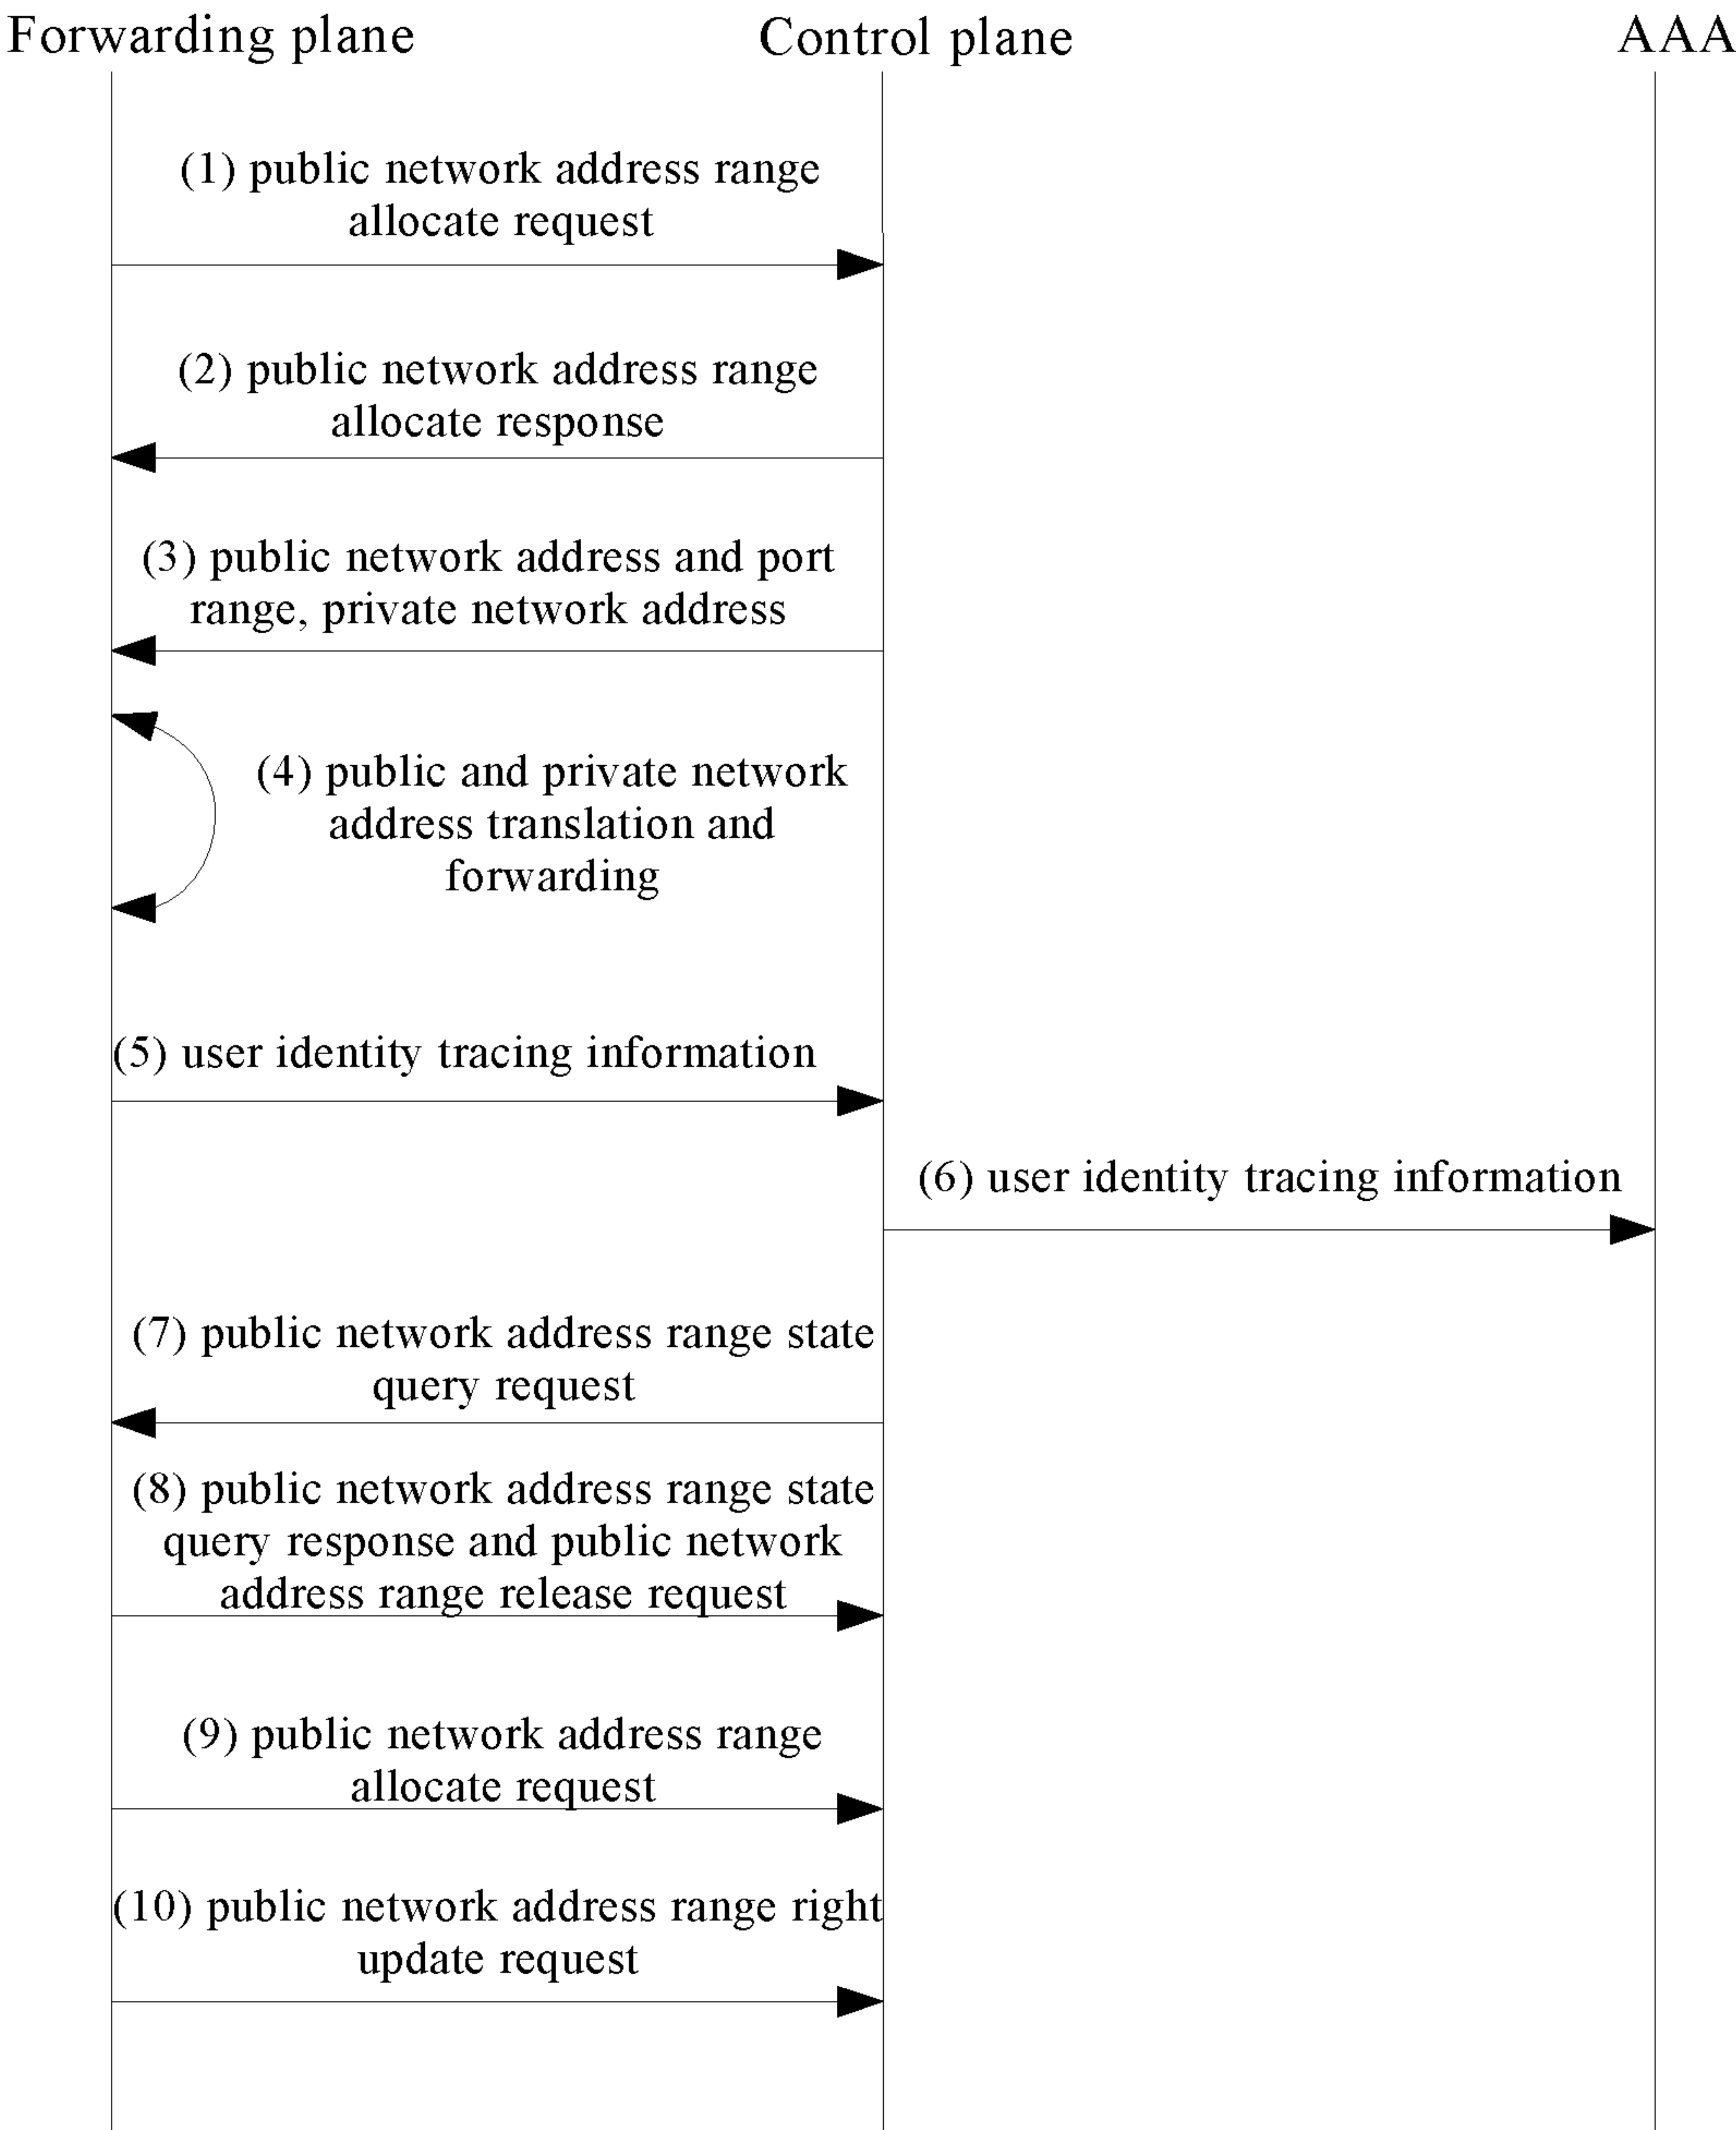 Forwarding plane
Control plane
AAA
(1) public network address range
allocate request
(2) public network address range
allocate response
(3) public network address and port
range, private network address
(4) public and private network
address translation and
forwarding
(5) user identity tracing information
(6) user identity tracing information
(7) public network address range state
query request
(8) public network address range state
query response and public network
address range release request
(9) public network address range
allocate request
(10) public network address range right
update request